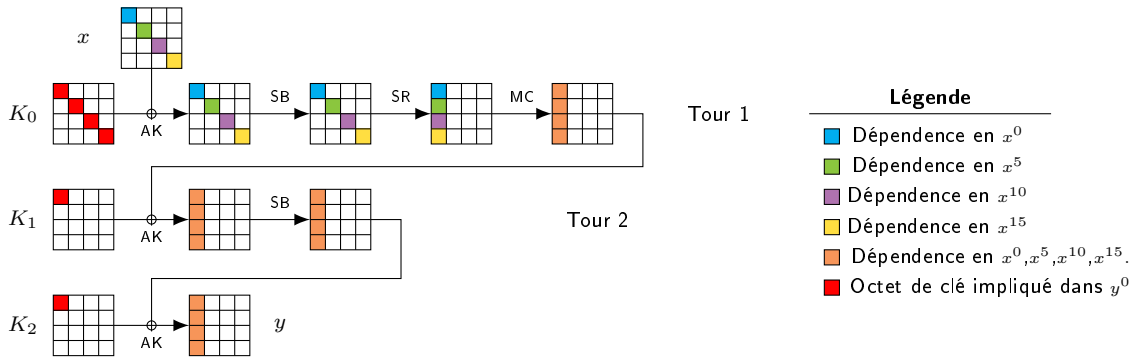 x
K₀
AK
SB
SR
MC
Tour 1
K₁
AK
SB
Tour 2
K₂
AK
y
Légende
Dépendence en x⁰
Dépendence en x⁵
Dépendence en x¹⁰
Dépendence en x¹⁵
Dépendence en x⁰,x⁵,x¹⁰,x¹⁵.
Octet de clé impliqué dans y⁰